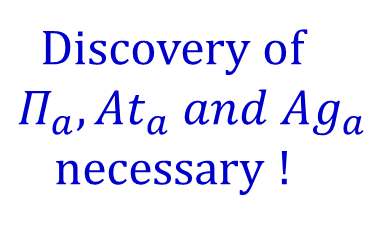 Discovery of
Πₐ, Atₐ and Agₐ
necessary !